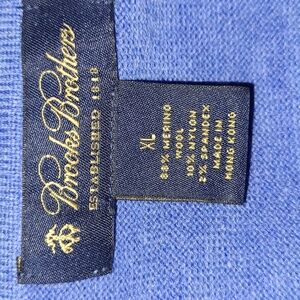 Brooks Brothers
ESTABLISHED 1818
XL
88% MERINO
WOOL
10% NYLON
2% SPANDEX
MADE IN
HONG KONG